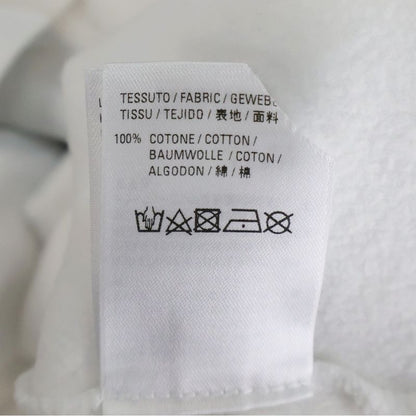 TESSUTO / FABRIC / GEWEBE
TISSU / TEJIDO / 表地 / 面料
100% COTONE / COTTON /
BAUMWOLLE / COTON /
ALGODON / 綿 / 棉